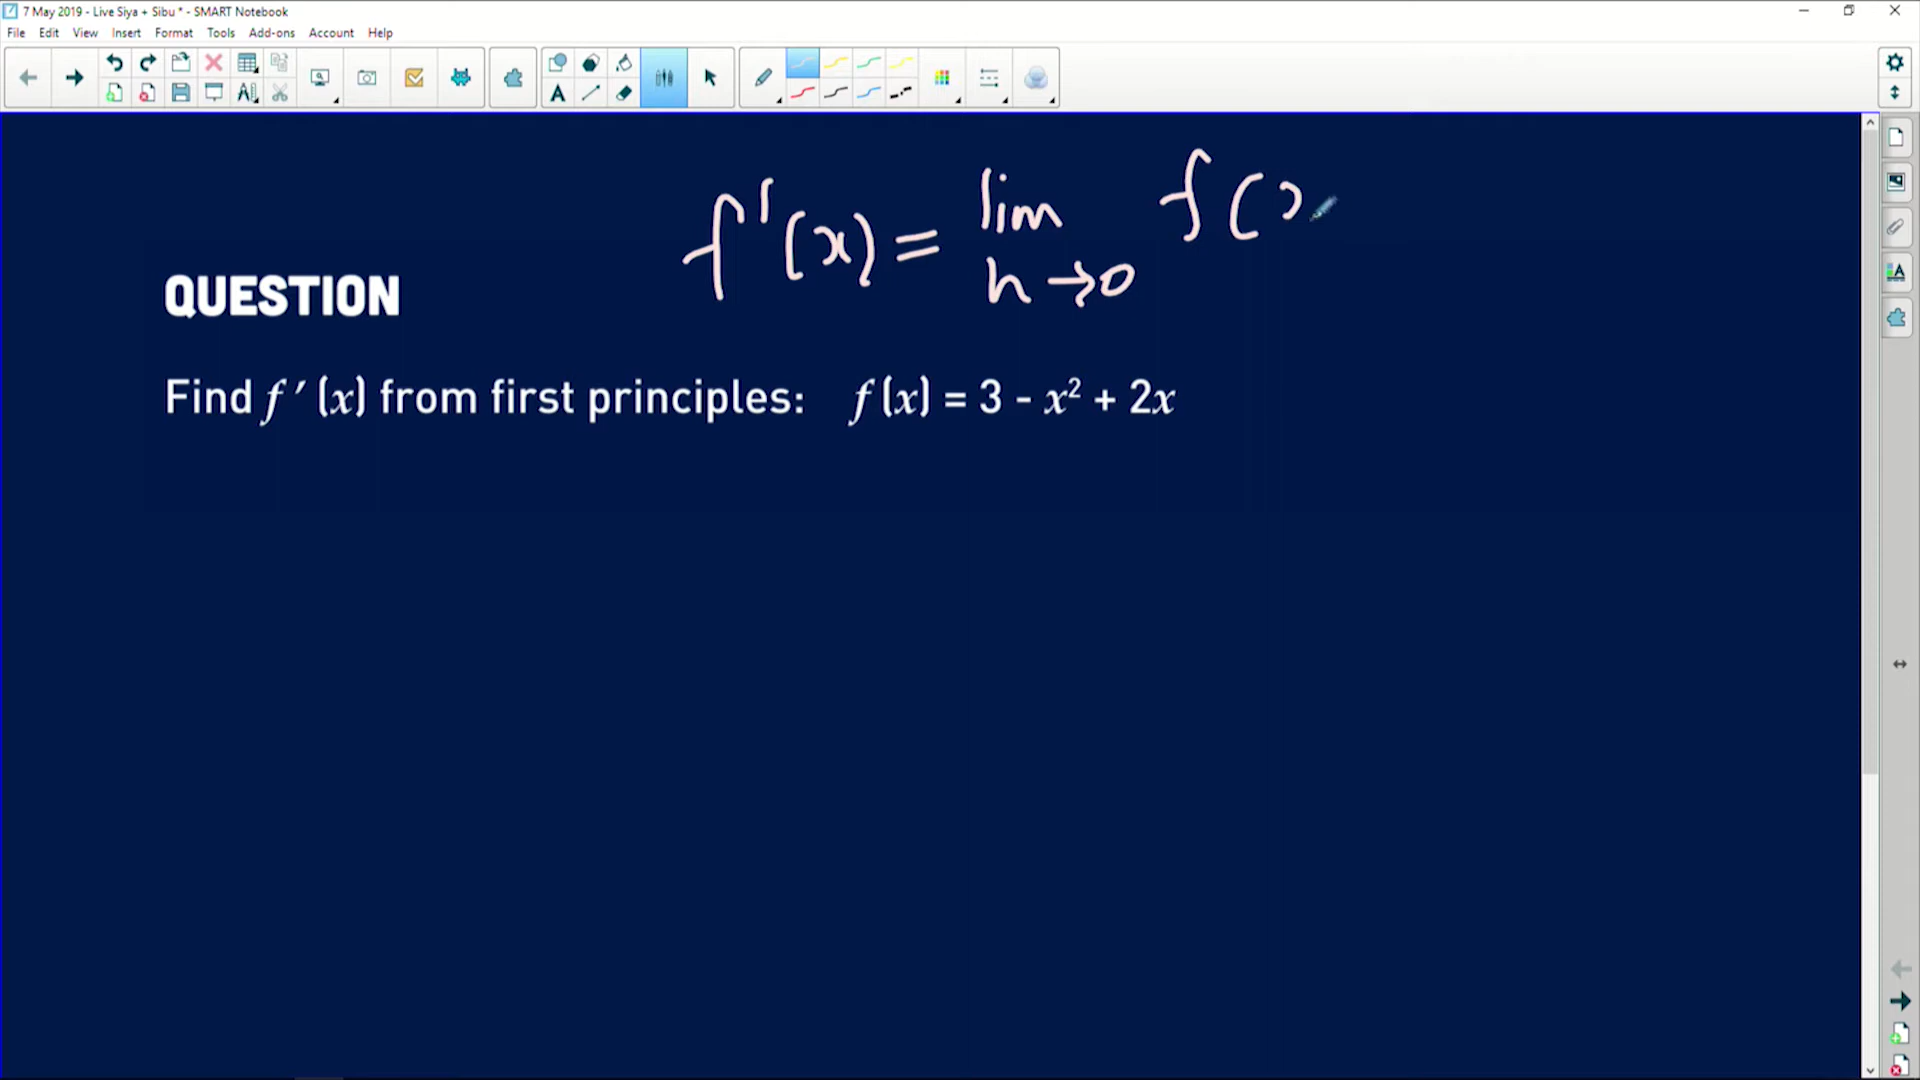 7 May 2019 - Live Siya + Sibu * - SMART Notebook
File Edit View Insert Format Tools Add-ons Account Help
f'(x) = lim f(
h→0
QUESTION
Find f ′ (x) from first principles: f (x) = 3 - x² + 2x